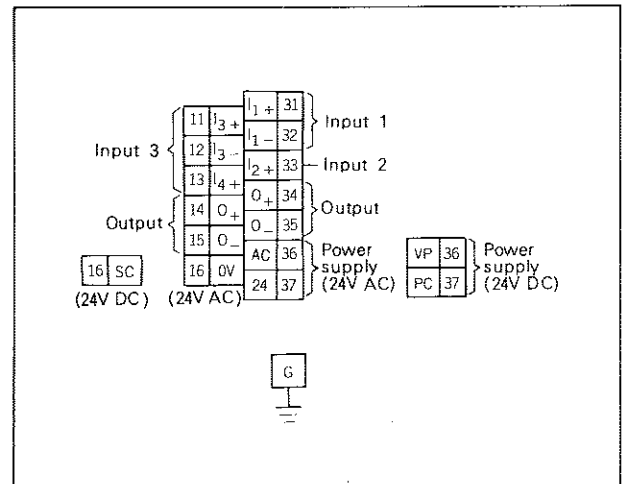 I1+ 31
11 I3+
I1− 32
Input 1
Input 3
12 I3−
I2+ 33
Input 2
13 I4+
O+ 34
14 O+
Output
Output
O− 35
15 O−
AC 36
Power
supply
(24V AC)
VP 36
Power
supply
(24V DC)
16 SC
16 0V
24 37
PC 37
(24V DC)
(24V AC)
G